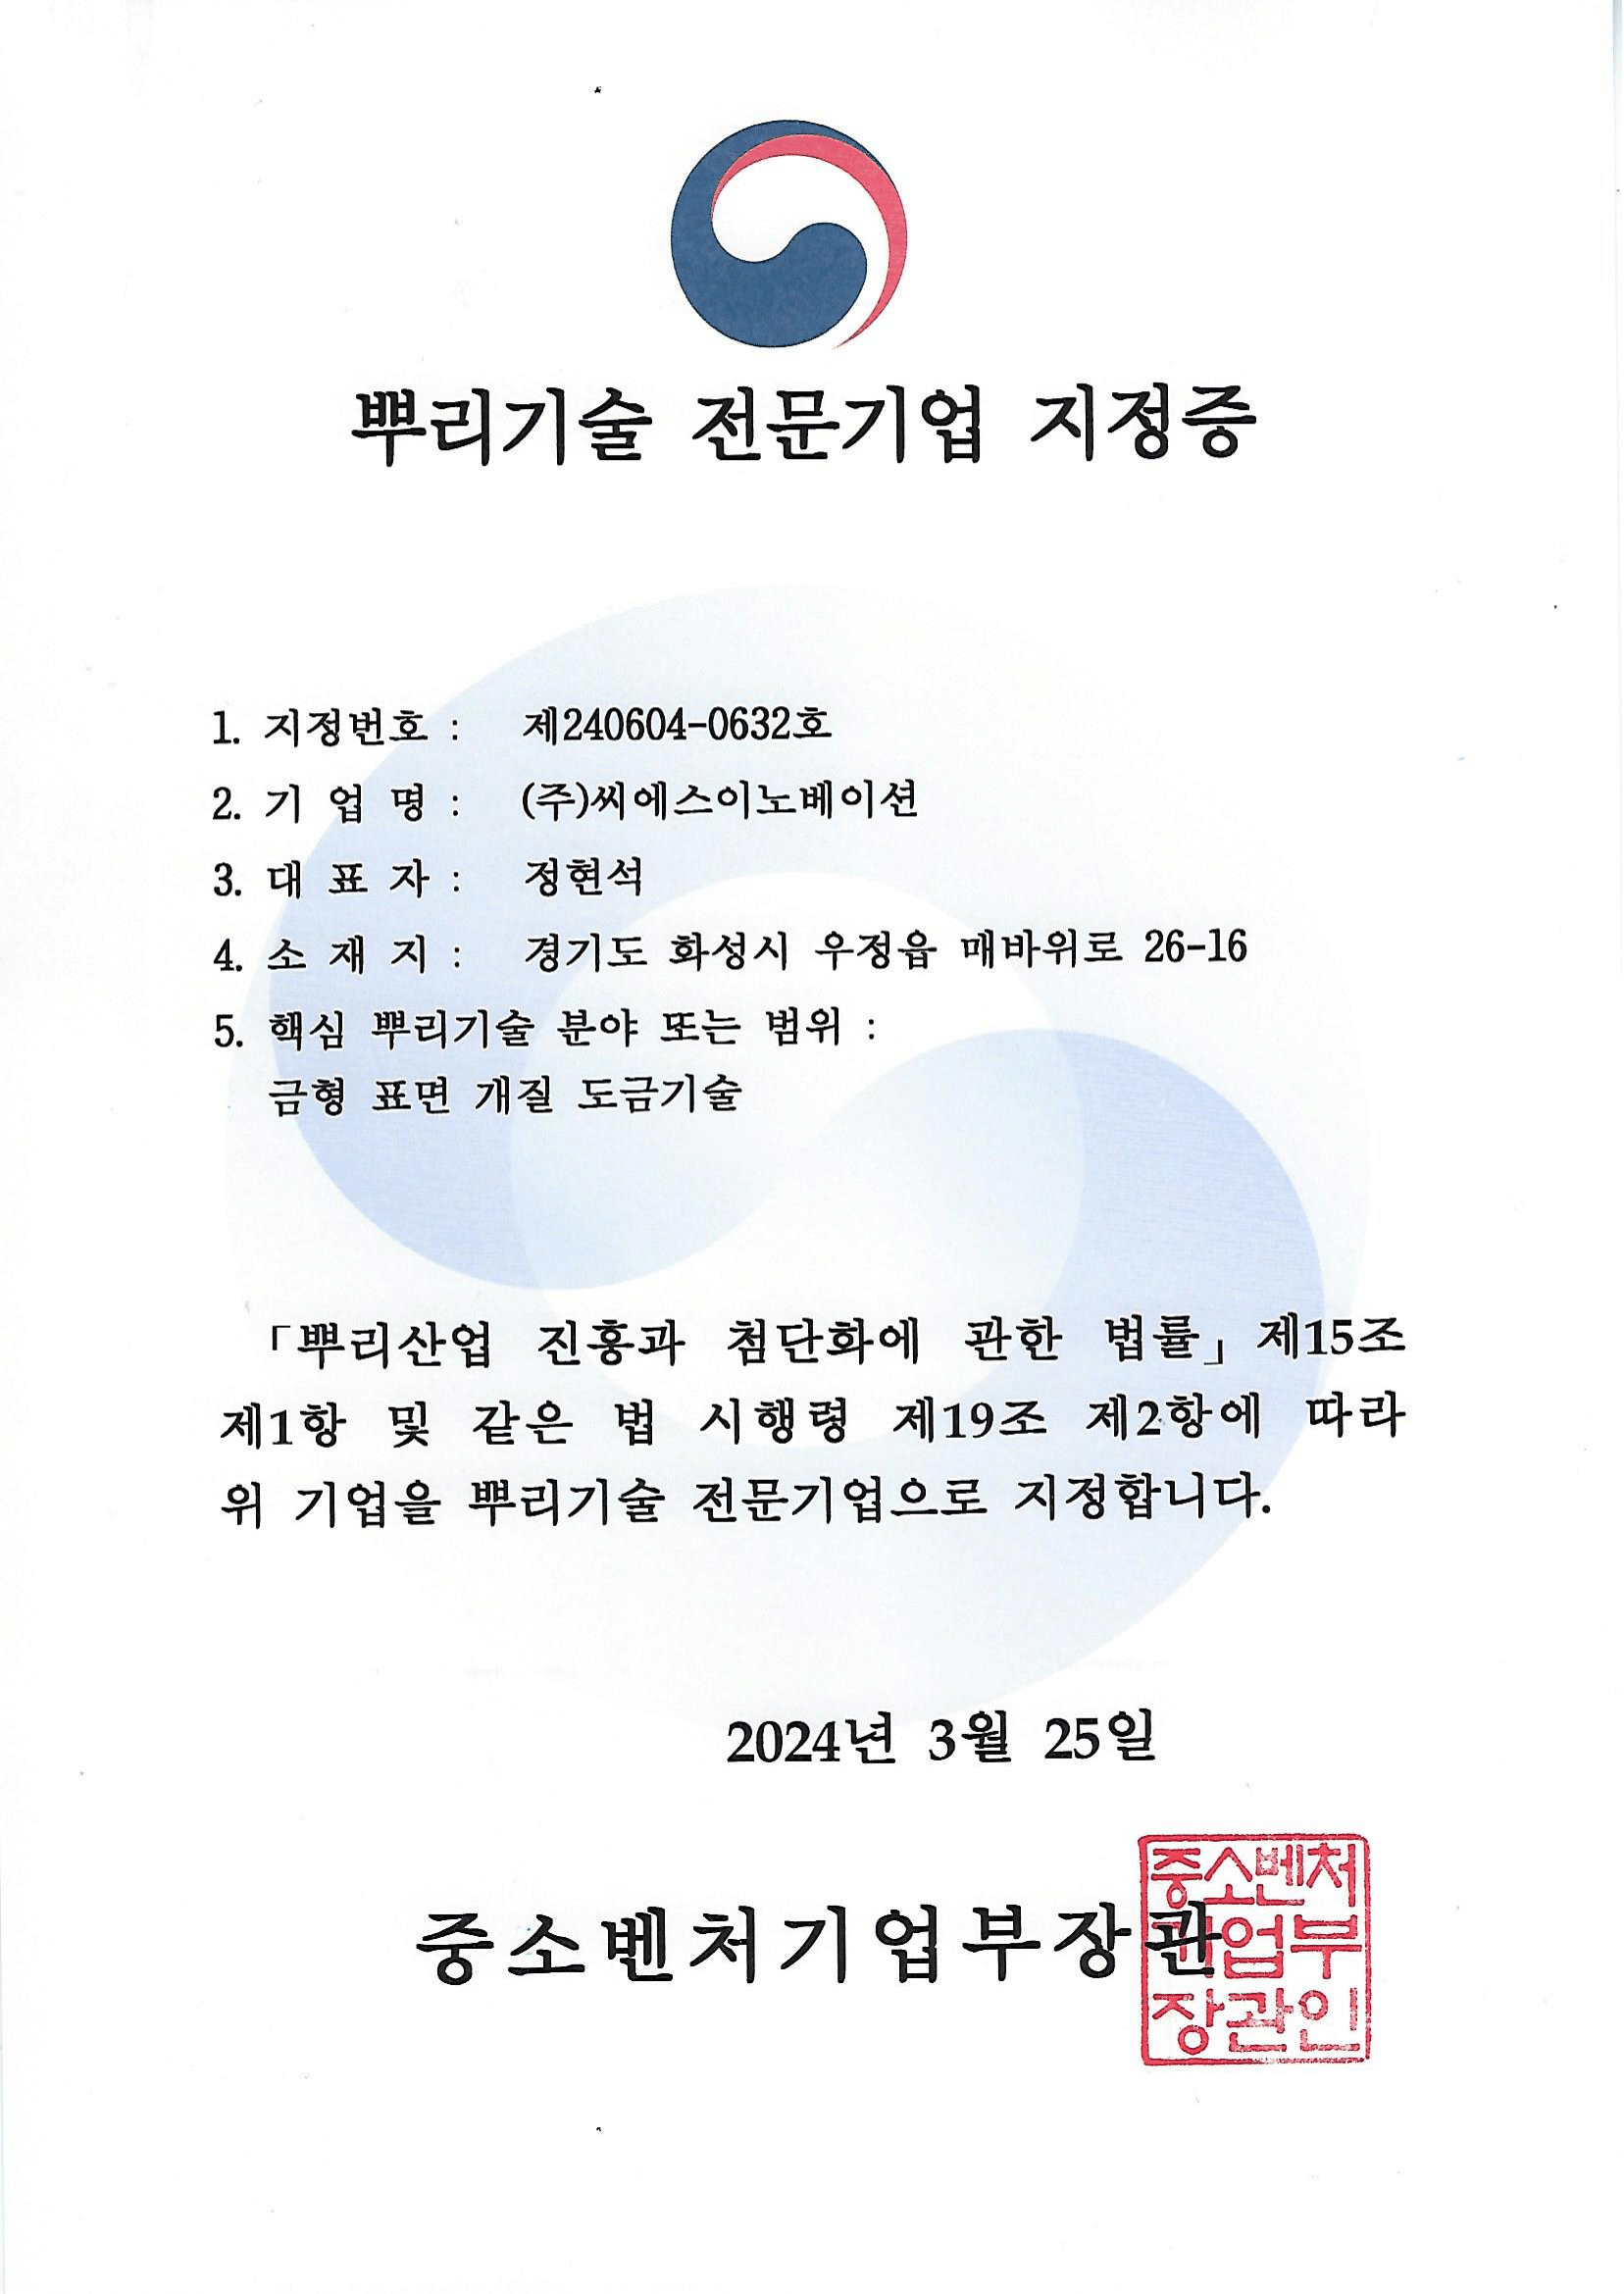 뿌리기술 전문기업 지정증
1. 지정번호 : 제240604-0632호
2. 기 업 명 : (주)씨에스이노베이션
3. 대 표 자 : 정현석
4. 소 재 지 : 경기도 화성시 우정읍 매바위로 26-16
5. 핵심 뿌리기술 분야 또는 범위 :
금형 표면 개질 도금기술
「뿌리산업 진흥과 첨단화에 관한 법률」 제15조
제1항 및 같은 법 시행령 제19조 제2항에 따라
위 기업을 뿌리기술 전문기업으로 지정합니다.
2024년 3월 25일
중소벤처기업부장관
중소벤처
기업부
장관인